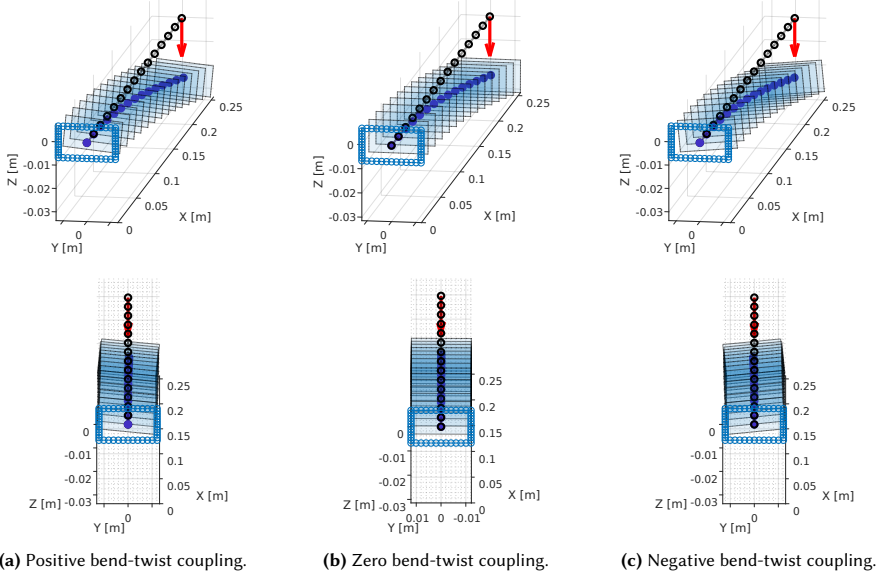 0.25
0.2
0.15
0.1
0.05
0
X [m]
0
-0.01
-0.02
-0.03
Z [m]
0
Y [m]
0.25
0.2
0.15
0.1
0.05
0
X [m]
0
-0.01
-0.02
-0.03
Z [m]
0
Y [m]
0.25
0.2
0.15
0.1
0.05
0
X [m]
0
-0.01
-0.02
-0.03
Z [m]
0
Y [m]
0.25
0.2
0.15
0.1
0.05
0
X [m]
0
-0.01
-0.02
-0.03
Z [m]
0
Y [m]
0.25
0.2
0.15
0.1
0.05
0
X [m]
0
-0.01
-0.02
-0.03
Z [m]
0.01 0 -0.01
Y [m]
0.25
0.2
0.15
0.1
0.05
0
X [m]
0
-0.01
-0.02
-0.03
Z [m]
0
Y [m]
(a) Positive bend-twist coupling.
(b) Zero bend-twist coupling.
(c) Negative bend-twist coupling.